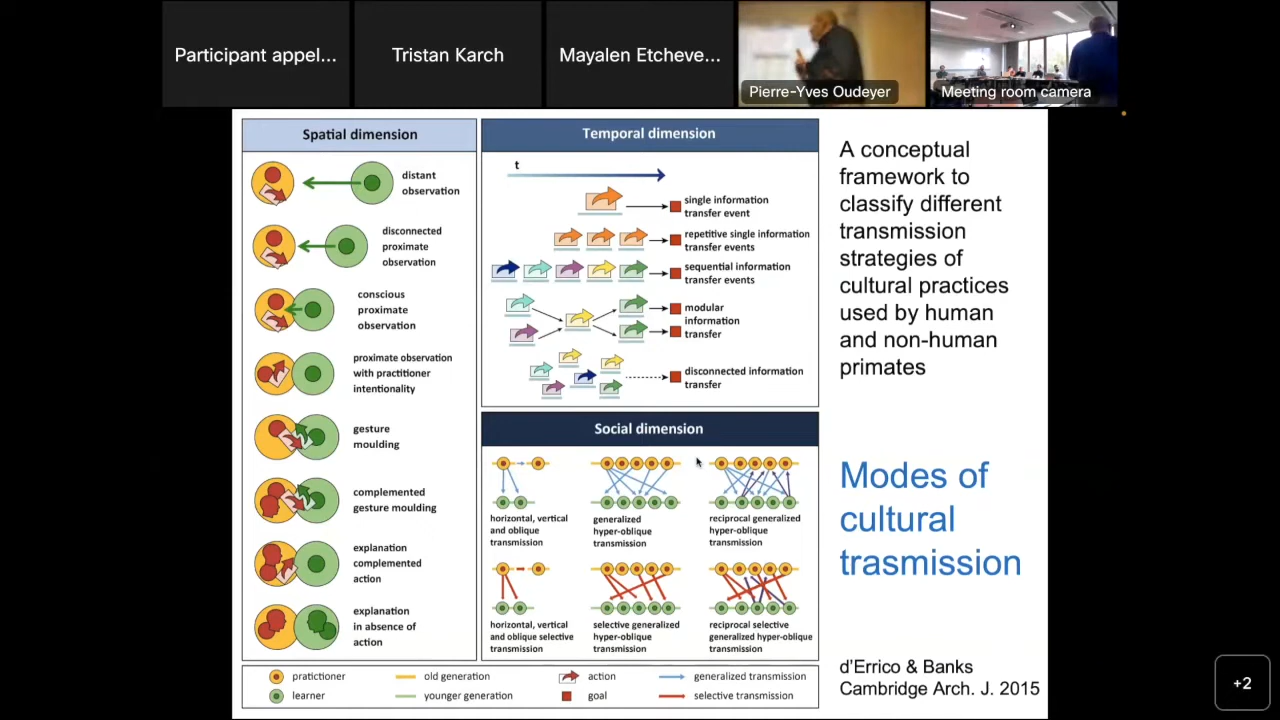 Participant appel...
Tristan Karch
Mayalen Etcheve...
Pierre-Yves Oudeyer
Meeting room camera
Spatial dimension
distant
observation
disconnected
proximate
observation
conscious
proximate
observation
proximate observation
with practitioner
intentionality
gesture
moulding
complemented
gesture moulding
explanation
complemented
action
explanation
in absence of
action
Temporal dimension
t
single information
transfer event
repetitive single information
transfer events
sequential information
transfer events
modular
information
transfer
disconnected information
transfer
Social dimension
horizontal, vertical
and oblique
transmission
generalized
hyper-oblique
transmission
reciprocal generalized
hyper-oblique
transmission
horizontal, vertical
and oblique selective
transmission
selective generalized
hyper-oblique
transmission
reciprocal selective
generalized hyper-oblique
transmission
pratictioner
old generation
action
generalized transmission
learner
younger generation
goal
selective transmission
A conceptual
framework to
classify different
transmission
strategies of
cultural practices
used by human
and non-human
primates
Modes of
cultural
trasmission
d'Errico & Banks
Cambridge Arch. J. 2015
+2